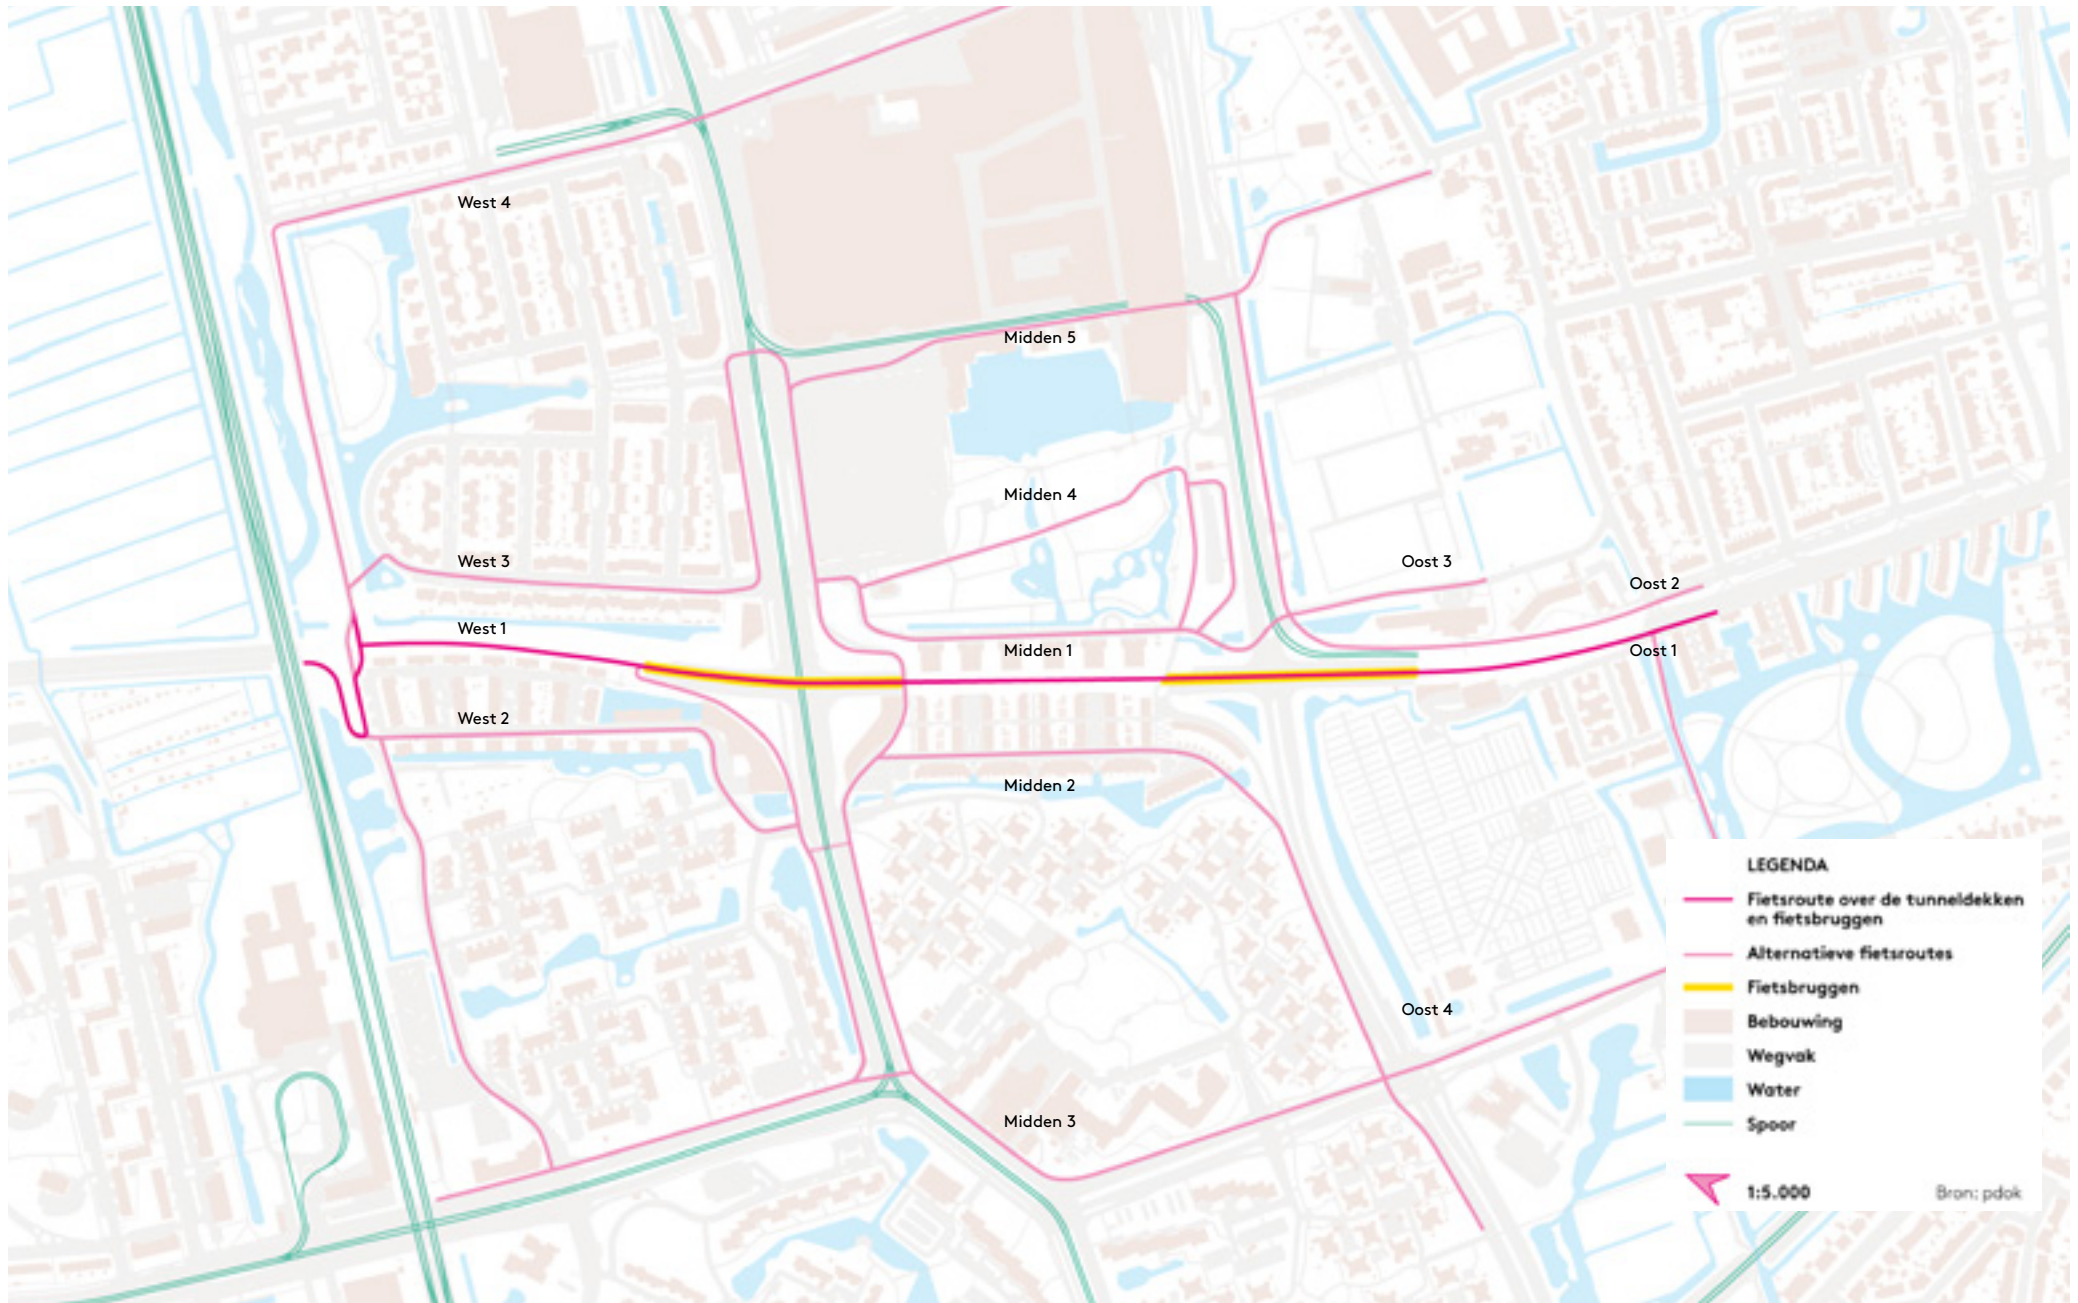 West 4
Midden 5
Midden 4
West 3
Oost 3
Oost 2
West 1
Midden 1
Oost 1
West 2
Midden 2
Oost 4
Midden 3
LEGENDA
Fietsroute over de tunneldekken
en fietsbruggen
Alternatieve fietsroutes
Fietsbruggen
Bebouwing
Wegvak
Water
Spoor
1:5.000
Bron: pdok